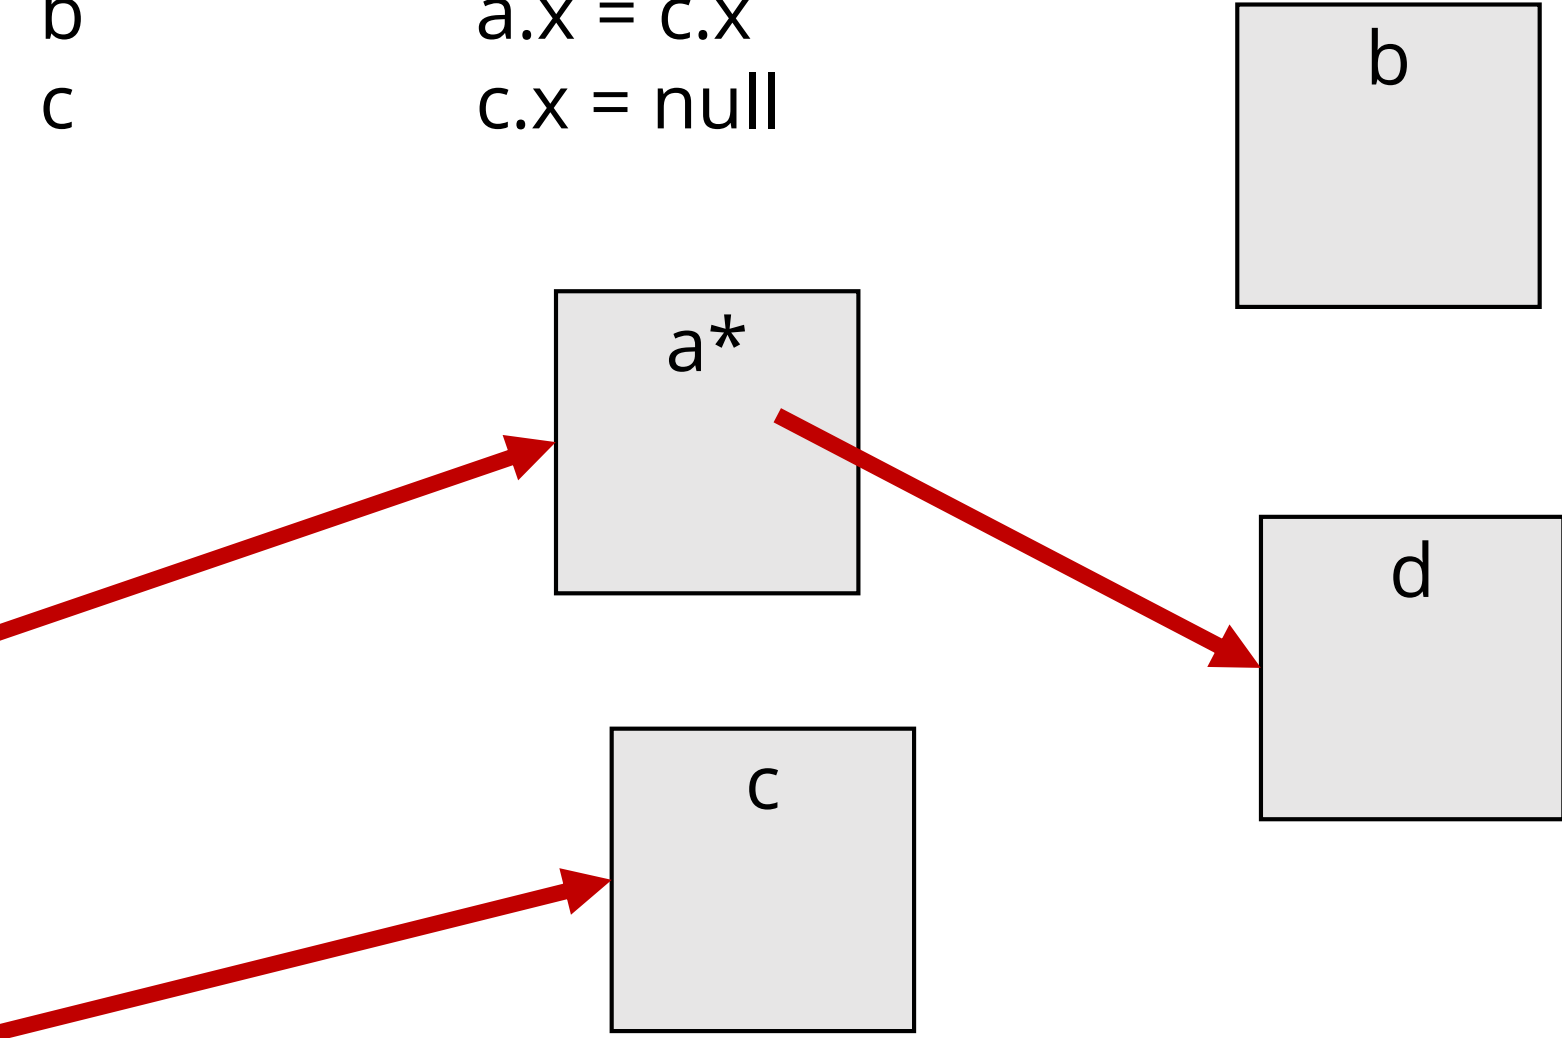 b a.x = c.x
c c.x = null
b
a*
d
c